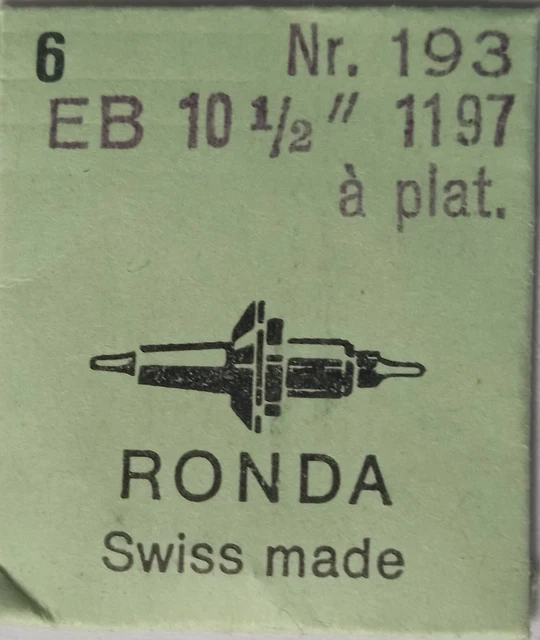 6 Nr. 193
EB 10 1/2 " 1197
à plat.
RONDA
Swiss made